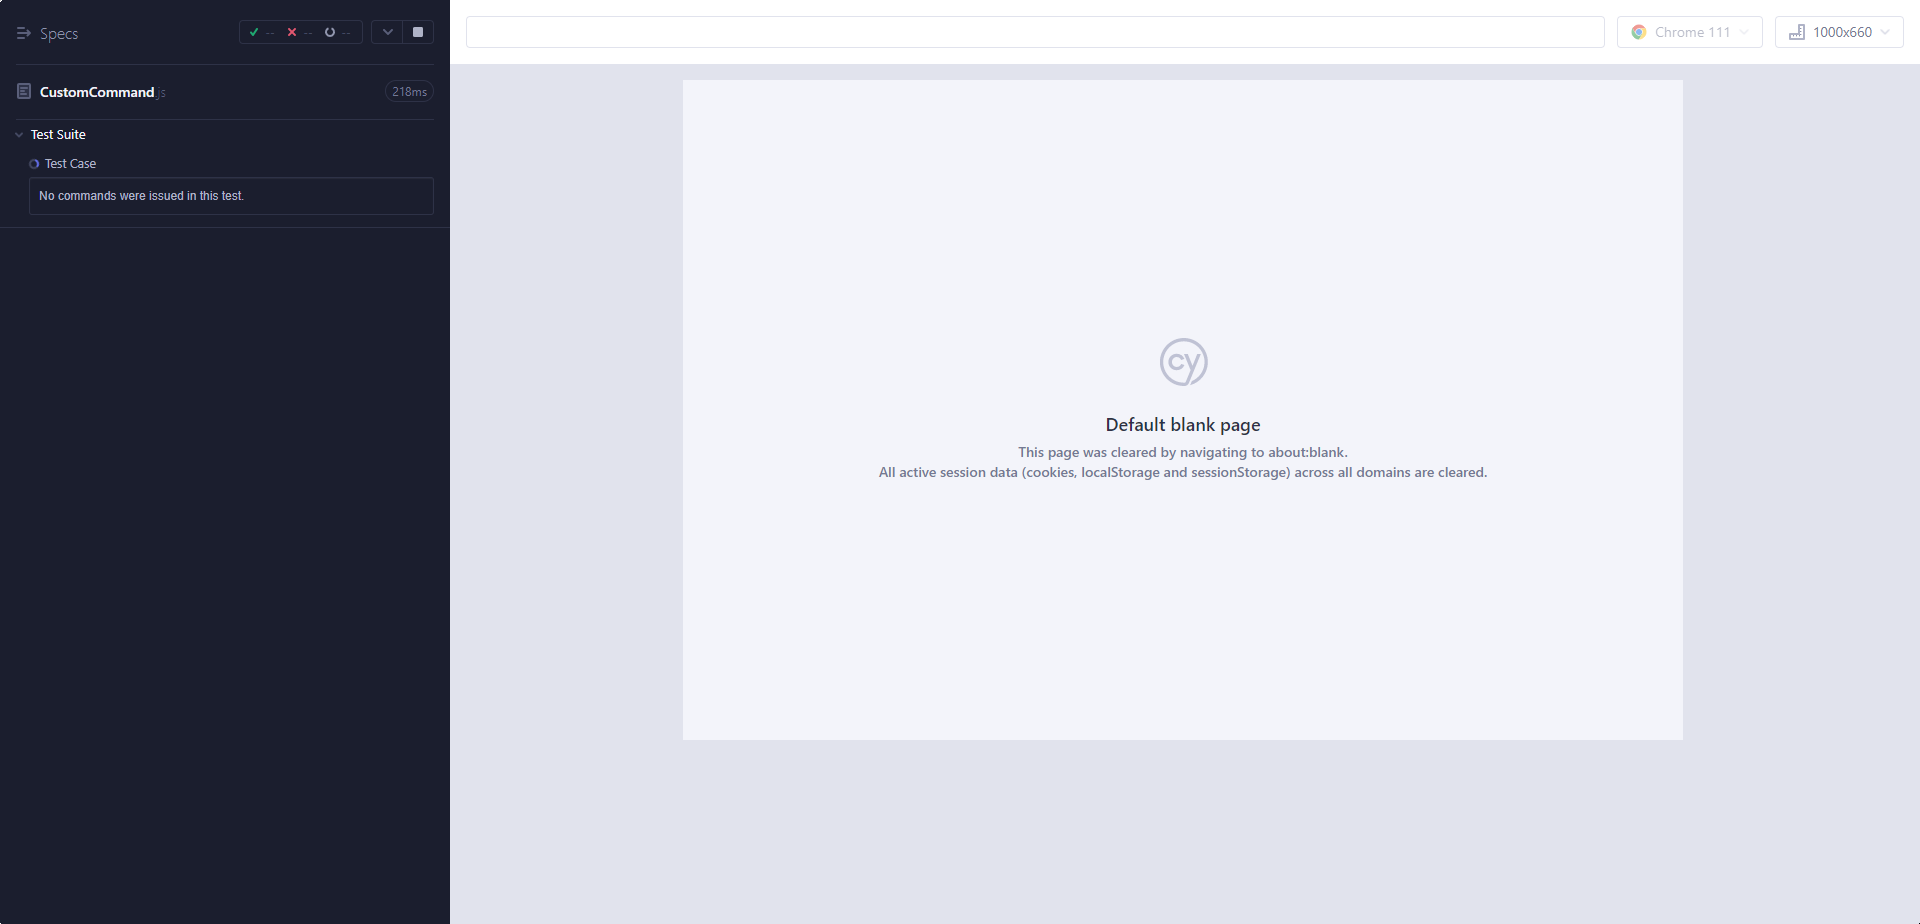 Specs
-- -- --
CustomCommand.js
218ms
Test Suite
Test Case
No commands were issued in this test.
Chrome 111
1000x660
cy
Default blank page
This page was cleared by navigating to about:blank.
All active session data (cookies, localStorage and sessionStorage) across all domains are cleared.